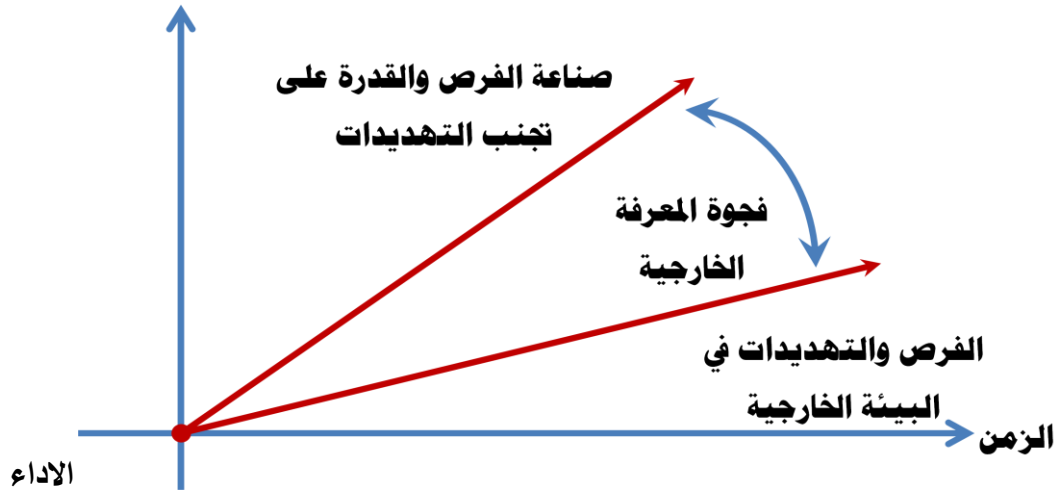 صناعة الفرص والقدرة على
تجنب التهديدات
فجوة المعرفة
الخارجية
الفرص والتهديدات في
البيئة الخارجية
الزمن
الاداء